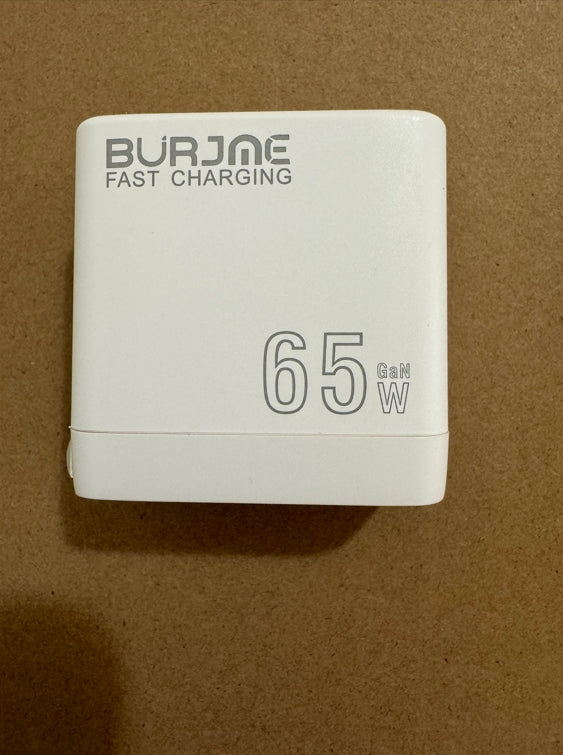 BURJME
FAST CHARGING
65 GaN
W